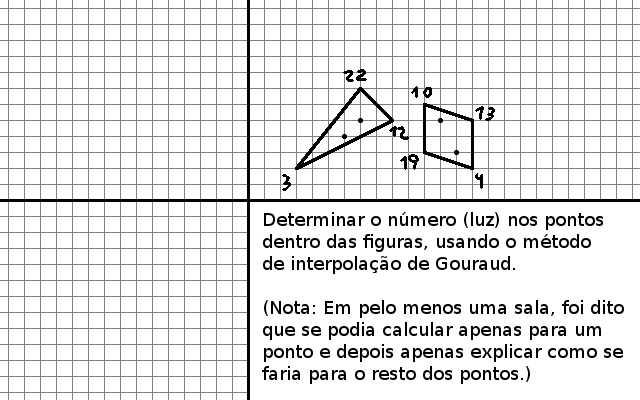 22
10
13
12
19
3
4
Determinar o número (luz) nos pontos
dentro das figuras, usando o método
de interpolação de Gouraud.
(Nota: Em pelo menos uma sala, foi dito
que se podia calcular apenas para um
ponto e depois apenas explicar como se
faria para o resto dos pontos.)